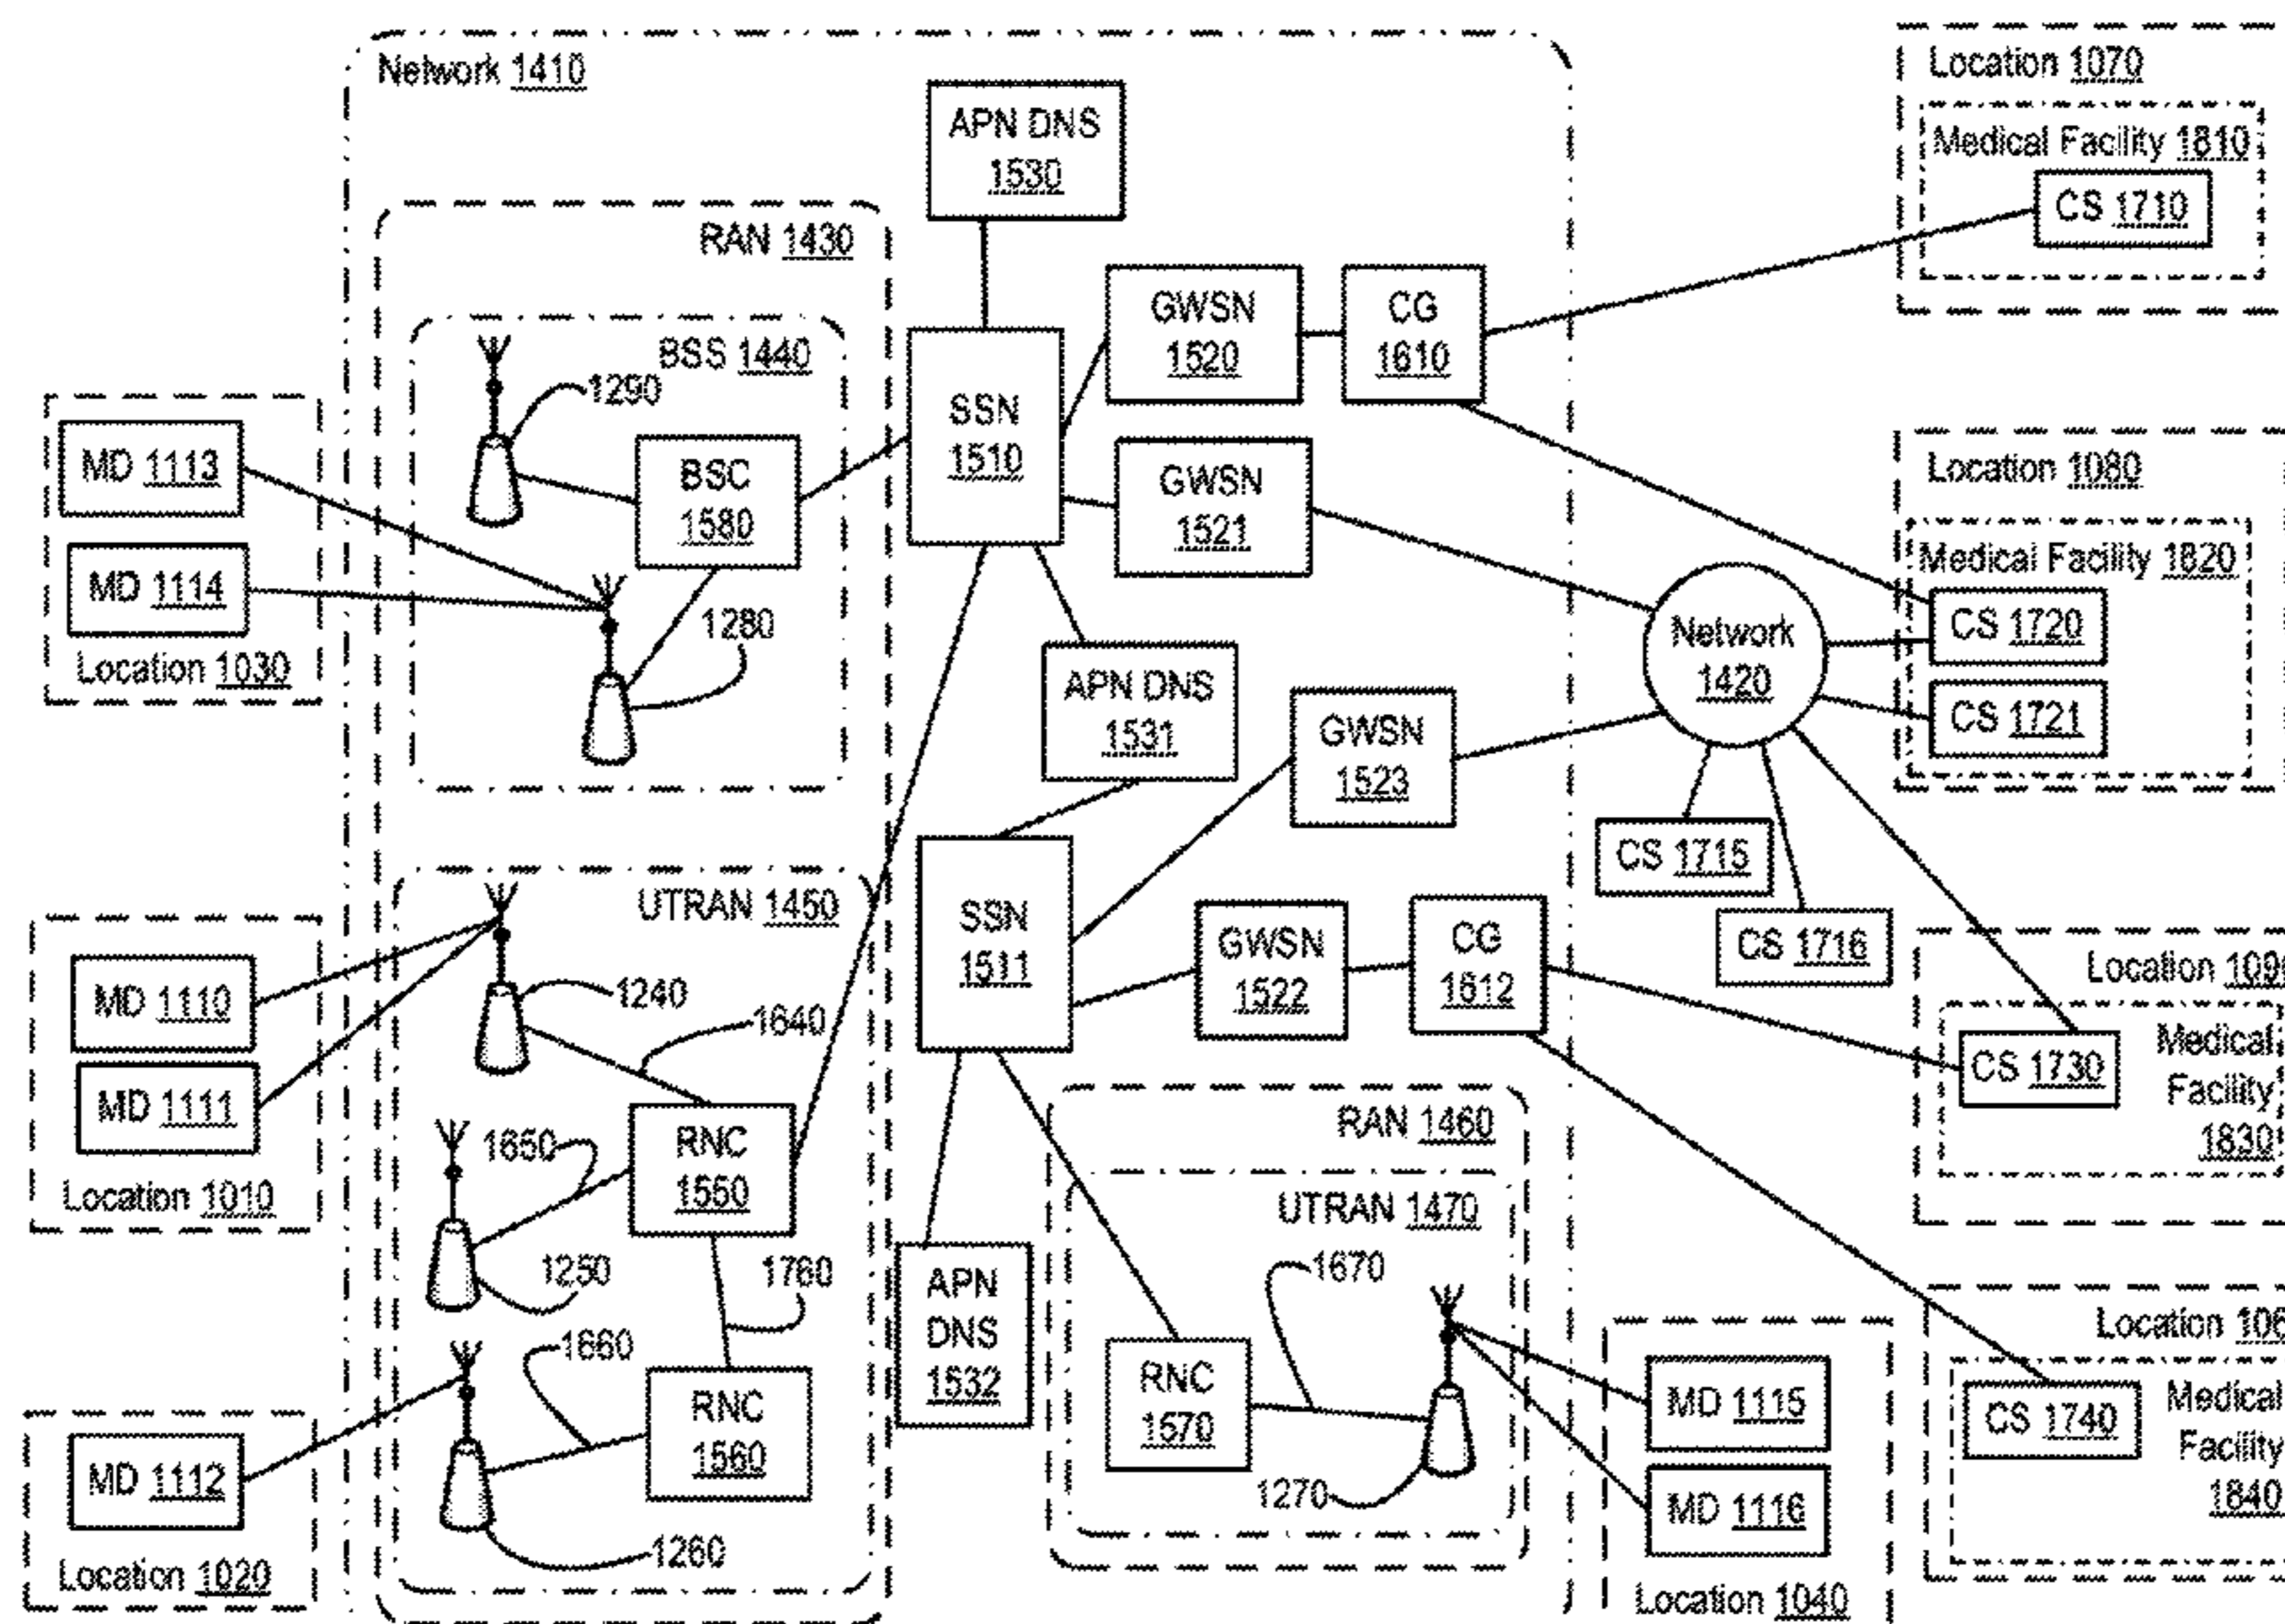 Network 1410
APN DNS
1530
RAN 1430
BSS 1440
1290
BSC
1580
1280
MD 1113
MD 1114
Location 1030
SSN
1510
GWSN
1520
CG
1610
GWSN
1521
APN DNS
1531
GWSN
1523
Network
1420
Location 1070
Medical Facility 1810
CS 1710
Location 1080
Medical Facility 1820
CS 1720
CS 1721
CS 1715
CS 1716
UTRAN 1450
1240
1640
MD 1110
MD 1111
Location 1010
1650
RNC
1550
1250
1760
1660
RNC
1560
MD 1112
Location 1020
1260
SSN
1511
GWSN
1522
CG
1612
APN
DNS
1532
RAN 1460
UTRAN 1470
1670
RNC
1570
1270
MD 1115
MD 1116
Location 1040
Location 109
CS 1730
Medical
Facility
1830
Location 106
CS 1740
Medical
Facility
1840